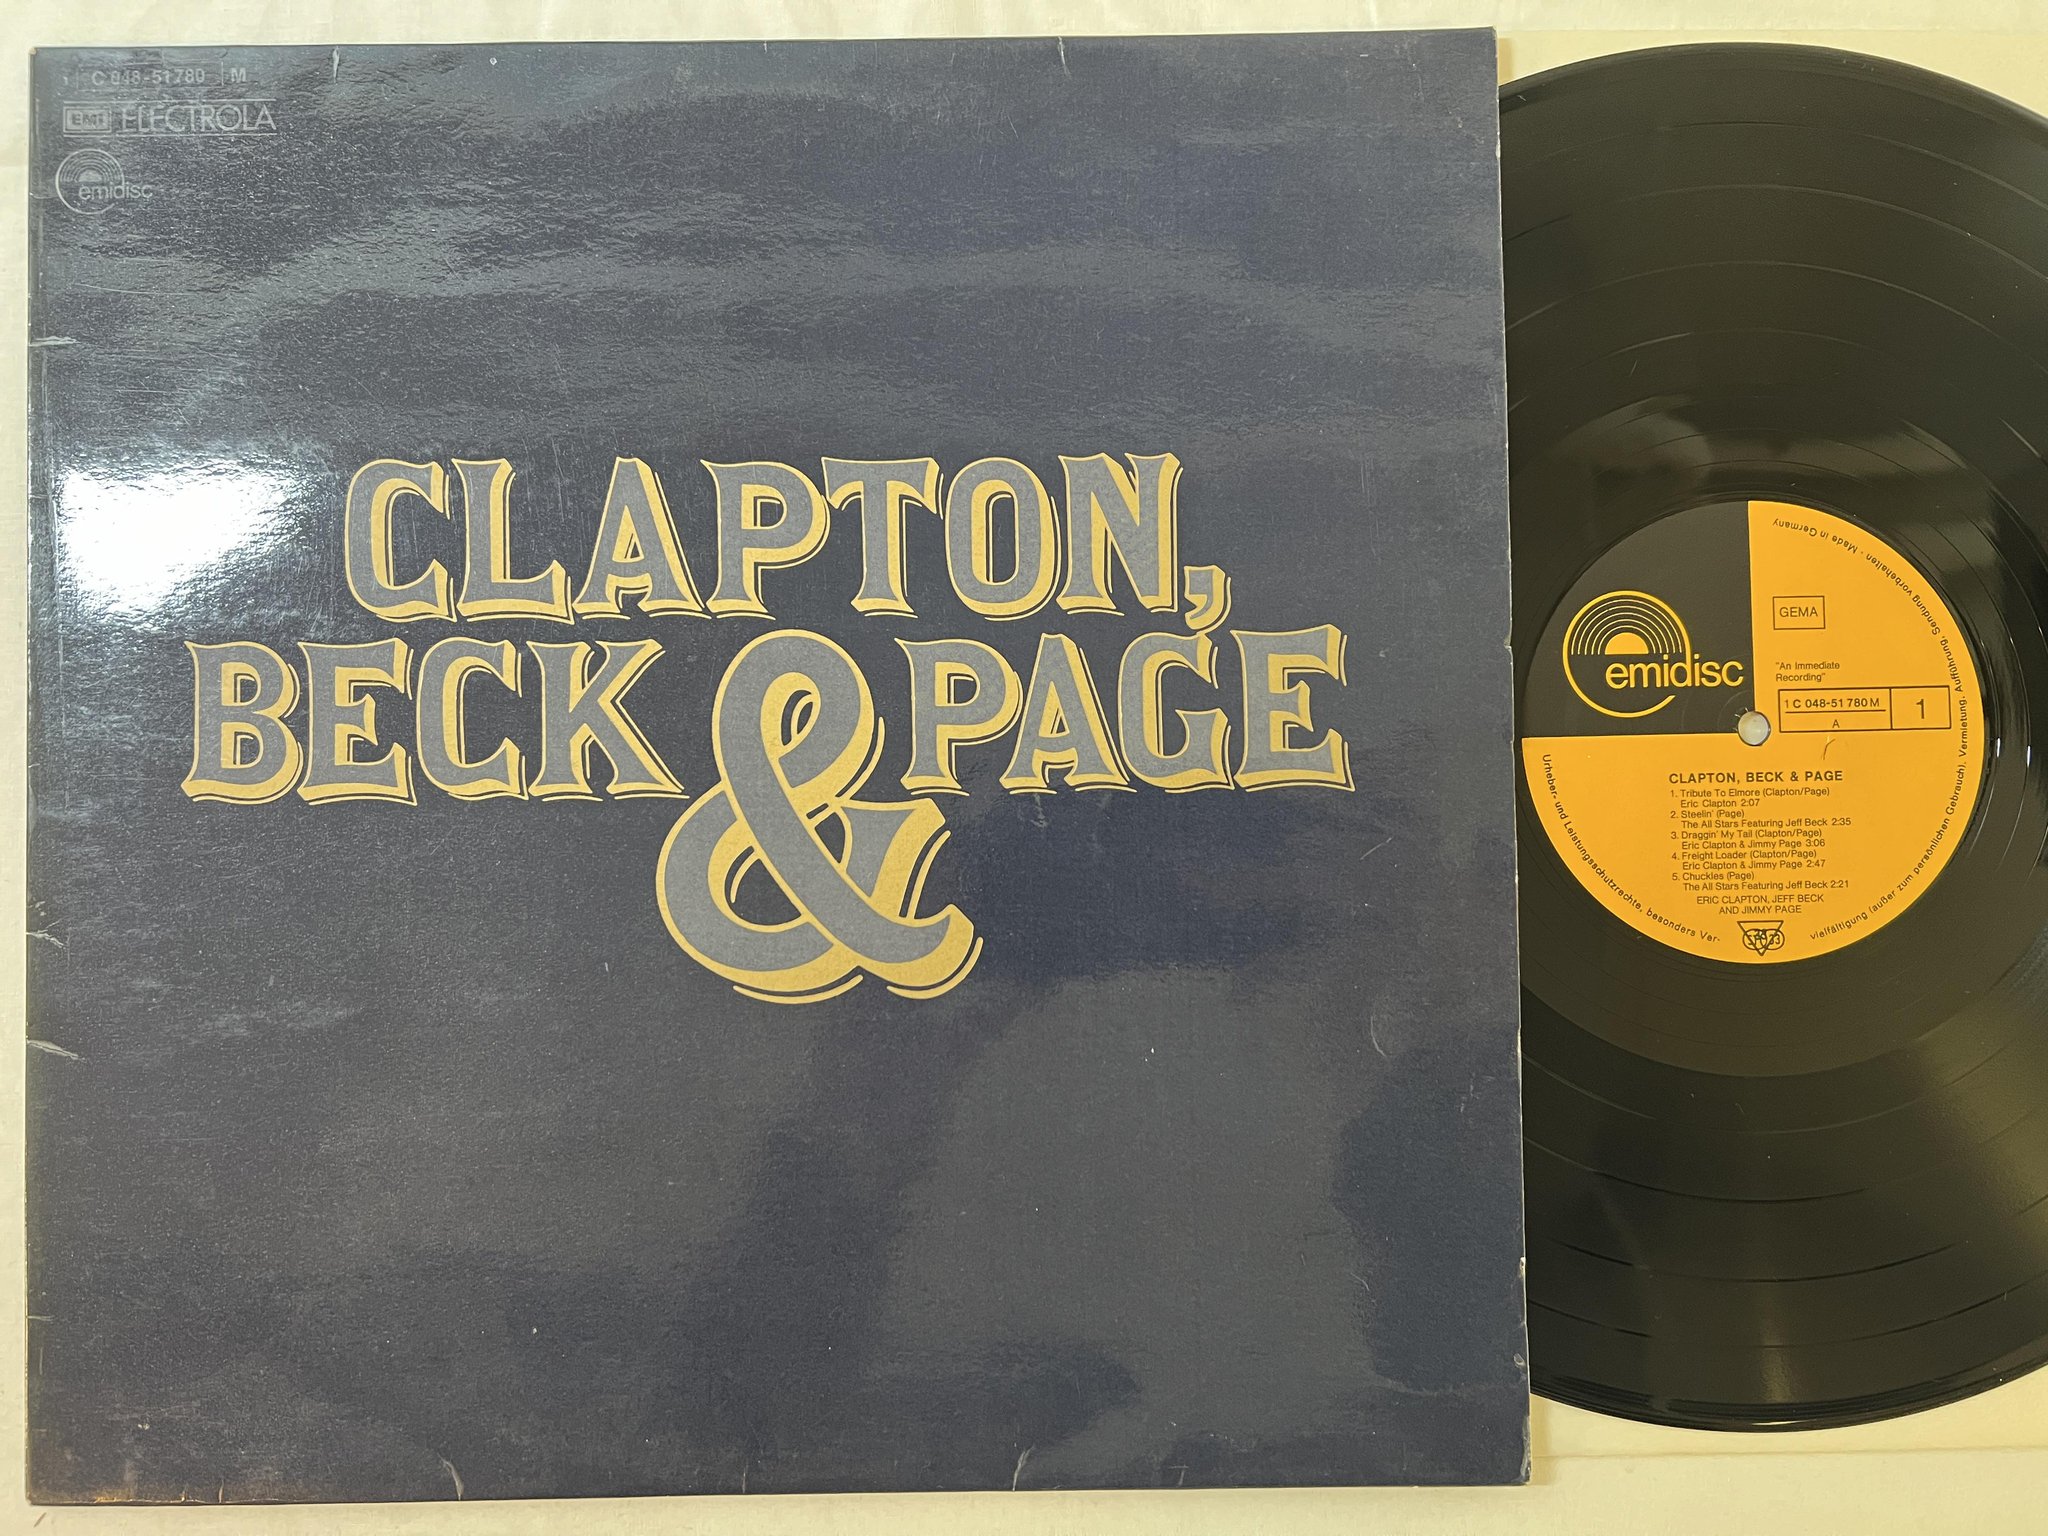 1 C 048-51780 M
EMI ELECTROLA
emidisc
CLAPTON,
BECK & PAGE
emidisc
GEMA
"An Immediate
Recording"
1 C 048-51 780 M
A
1
CLAPTON, BECK & PAGE
1. Tribute To Elmore (Clapton/Page)
Eric Clapton 2:07
2. Steelin' (Page)
The All Stars Featuring Jeff Beck 2:35
3. Draggin' My Tail (Clapton/Page)
Eric Clapton & Jimmy Page 3:06
4. Freight Loader (Clapton/Page)
Eric Clapton & Jimmy Page 2:47
5. Chuckles (Page)
The All Stars Featuring Jeff Beck 2:21
ERIC CLAPTON, JEFF BECK
AND JIMMY PAGE
Urheber- und Leistungsschutzrechte, besonders Ver-
vielfältigung (außer zum persönlichen Gebrauch), Vermietung, Aufführung, Sendung vorbehalten · Made in Germany